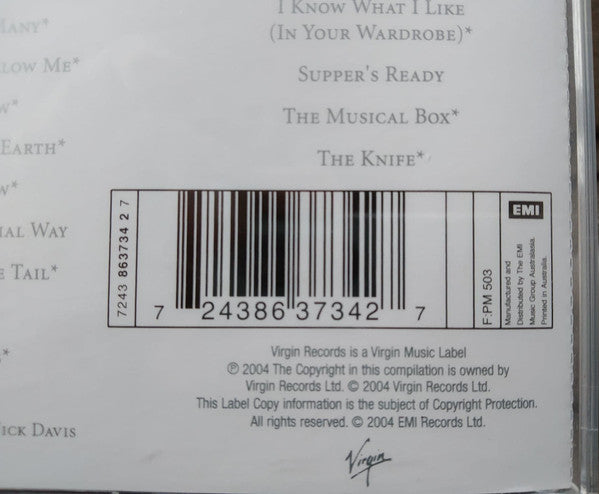 MANY*
LOW ME*
W*
EARTH*
W*
IAL WAY
E TAIL*
S*
ICK DAVIS
I KNOW WHAT I LIKE
(IN YOUR WARDROBE)*
SUPPER'S READY
THE MUSICAL BOX*
THE KNIFE*
7243 863734 2 7
7 24386 37342 7
F:PM 503
EMI
Manufactured and
Distributed by The EMI
Music Group Australasia.
Printed in Australia.
Virgin Records is a Virgin Music Label
℗ 2004 The Copyright in this compilation is owned by
Virgin Records Ltd. © 2004 Virgin Records Ltd.
This Label Copy information is the subject of Copyright Protection.
All rights reserved. © 2004 EMI Records Ltd.
Virgin